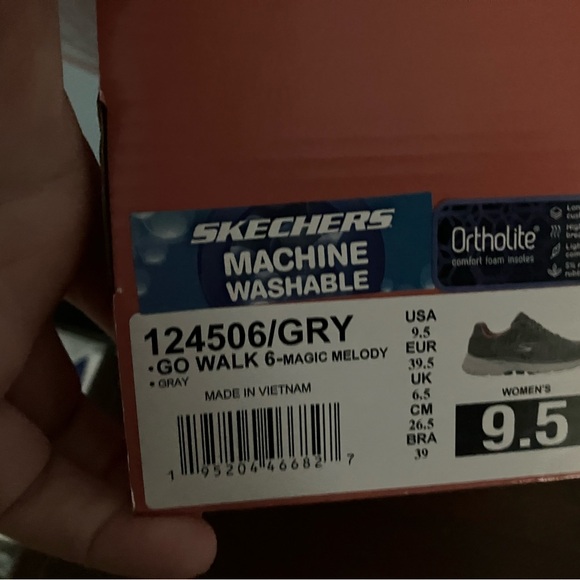 SKECHERS
MACHINE
WASHABLE
Ortholite®
comfort foam insoles
124506/GRY
•GO WALK 6-MAGIC MELODY
• GRAY
MADE IN VIETNAM
1 95204 46682 7
USA
9.5
EUR
39.5
UK
6.5
CM
26.5
BRA
39
WOMEN'S
9.5